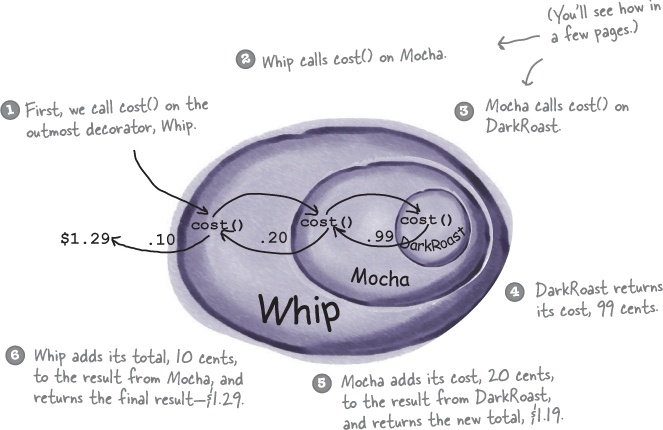 (You'll see how in
a few pages.)
2 Whip calls cost() on Mocha.
1 First, we call cost() on the
outmost decorator, Whip.
3 Mocha calls cost() on
DarkRoast.
cost()
cost()
cost()
$1.29
.10
.20
.99
DarkRoast
Mocha
Whip
4 DarkRoast returns
its cost, 99 cents.
6 Whip adds its total, 10 cents,
to the result from Mocha, and
returns the final result—$1.29.
5 Mocha adds its cost, 20 cents,
to the result from DarkRoast,
and returns the new total, $1.19.